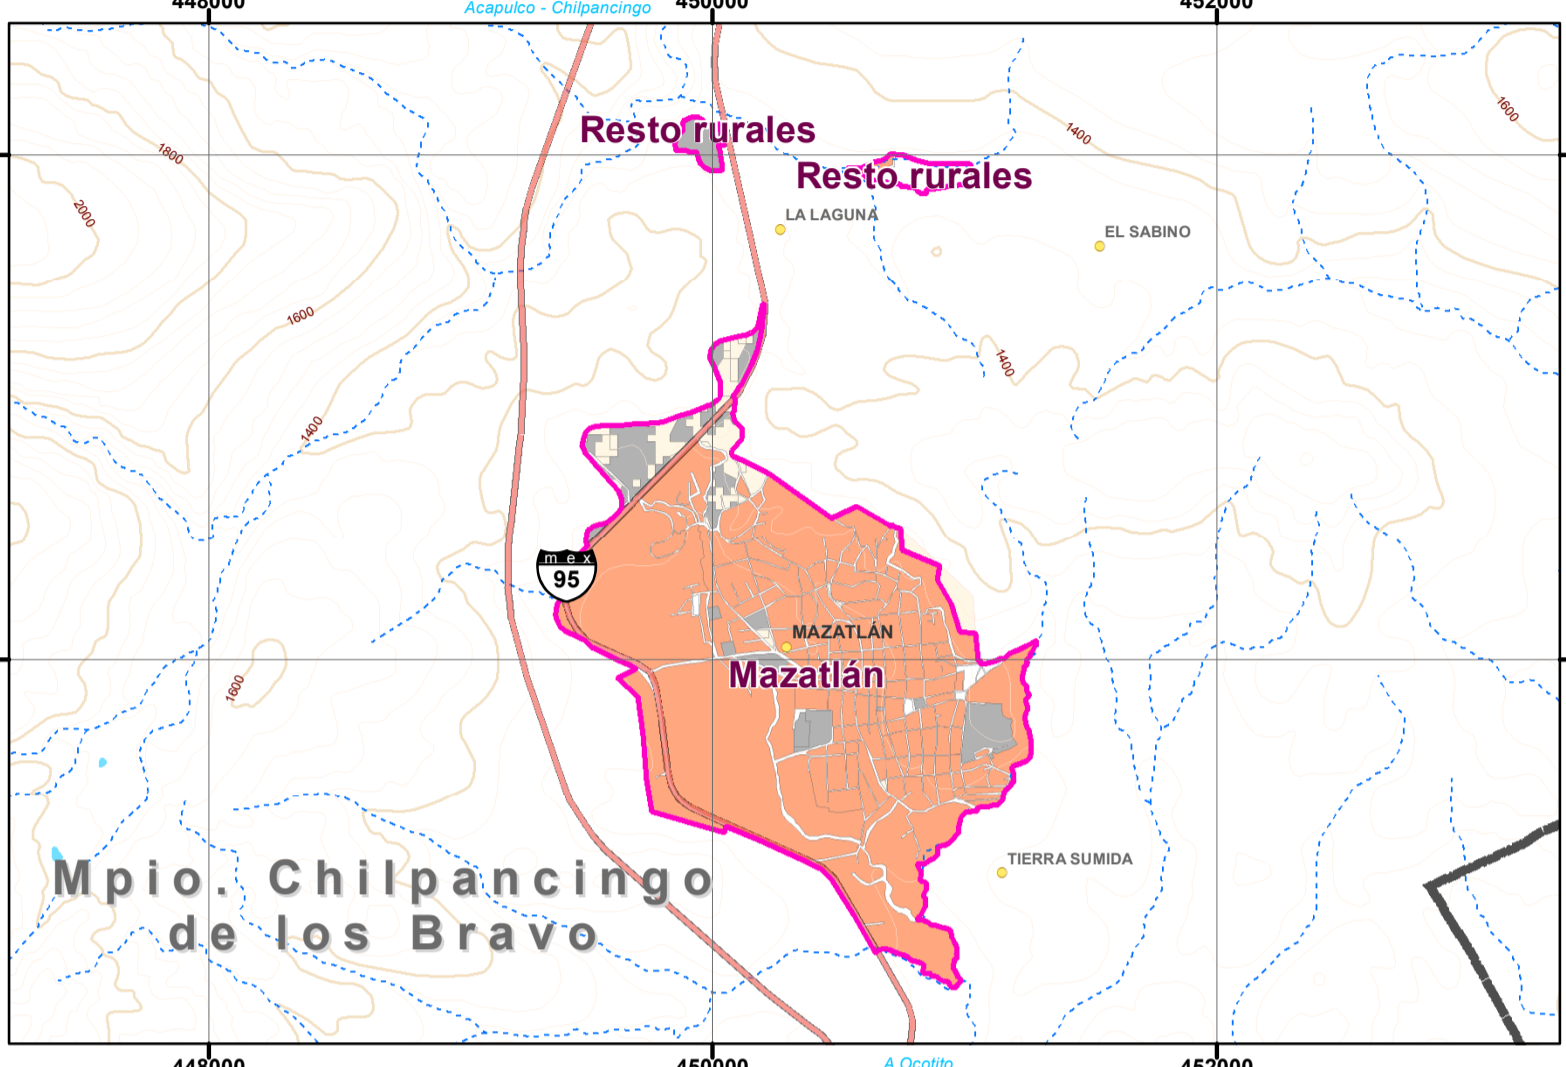 448000
Acapulco - Chilpancingo
450000
452000
Resto rurales
1400
1600
1800
Resto rurales
2000
LA LAGUNA
EL SABINO
1600
1400
1400
mex
95
MAZATLÁN
Mazatlán
1600
TIERRA SUMIDA
Mpio. Chilpancingo
de los Bravo
448000
450000
A Ocotito
452000